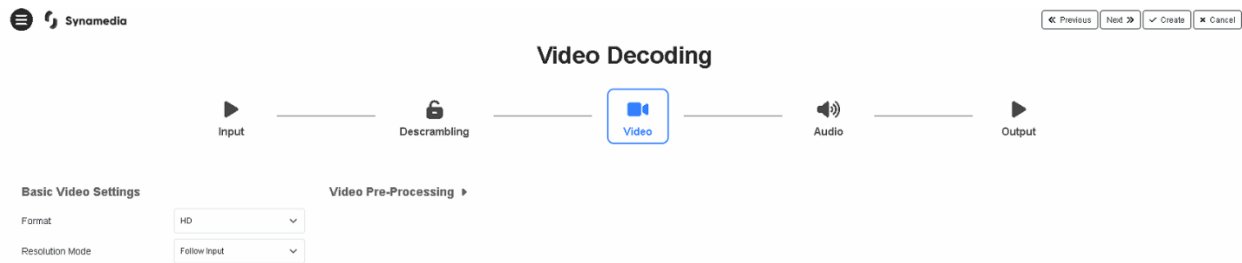 Synamedia
Previous Next Create Cancel
Video Decoding
Input Descrambling Video Audio Output
Basic Video Settings Video Pre-Processing
Format HD
Resolution Mode Follow Input